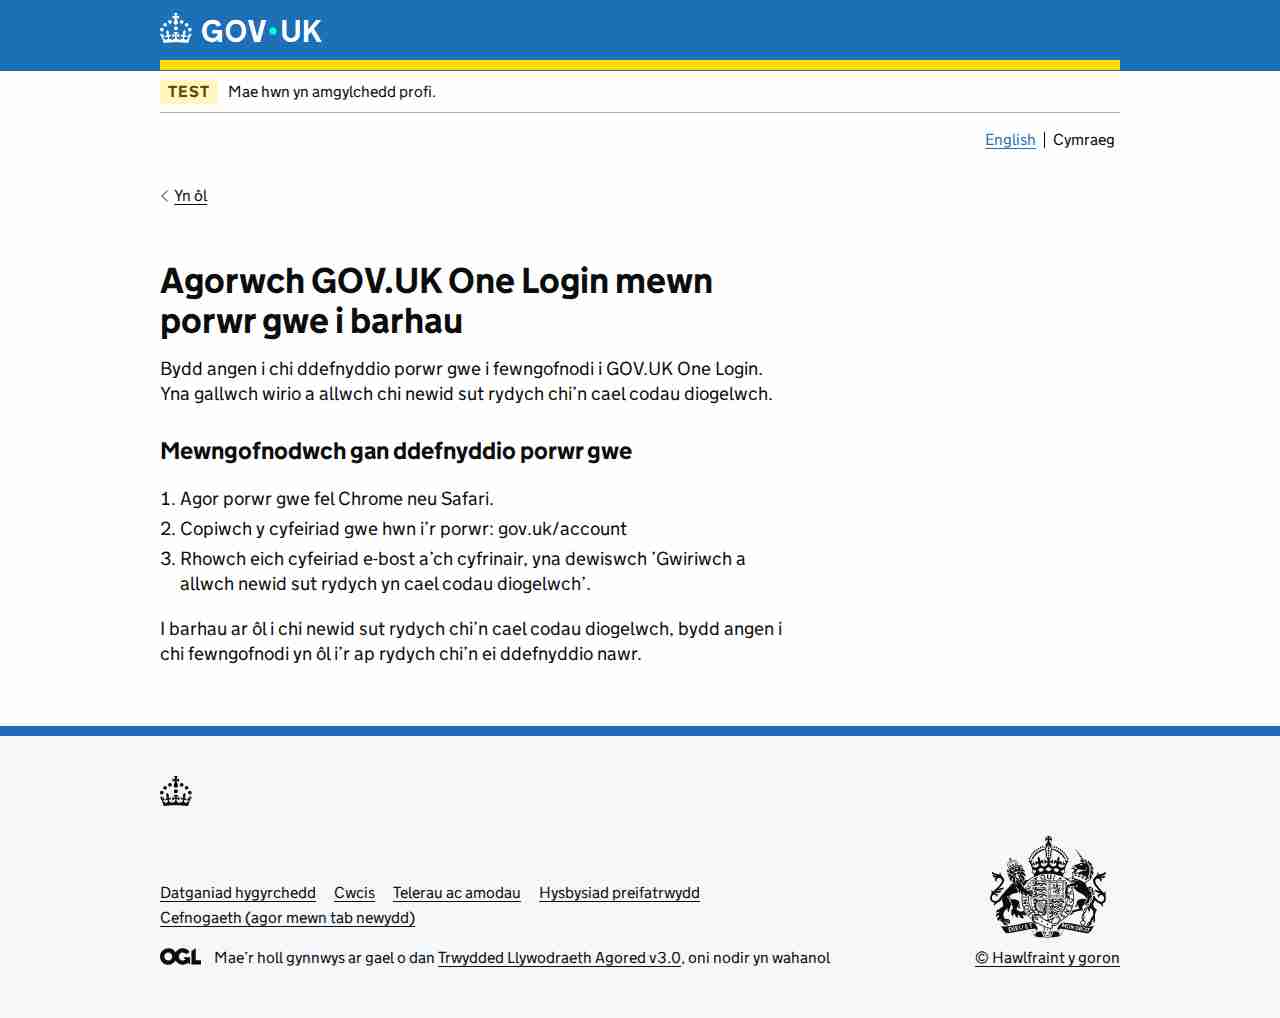 GOV.UK
TEST Mae hwn yn amgylchedd profi.
English Cymraeg
Yn ôl
Agorwch GOV.UK One Login mewn
porwr gwe i barhau
Bydd angen i chi ddefnyddio porwr gwe i fewngofnodi i GOV.UK One Login.
Yna gallwch wirio a allwch chi newid sut rydych chi’n cael codau diogelwch.
Mewngofnodwch gan ddefnyddio porwr gwe
1. Agor porwr gwe fel Chrome neu Safari.
2. Copiwch y cyfeiriad gwe hwn i’r porwr: gov.uk/account
3. Rhowch eich cyfeiriad e-bost a’ch cyfrinair, yna dewiswch ’Gwiriwch a
allwch newid sut rydych yn cael codau diogelwch’.
I barhau ar ôl i chi newid sut rydych chi’n cael codau diogelwch, bydd angen i
chi fewngofnodi yn ôl i’r ap rydych chi’n ei ddefnyddio nawr.
Datganiad hygyrchedd Cwcis Telerau ac amodau Hysbysiad preifatrwydd
Cefnogaeth (agor mewn tab newydd)
OGL Mae’r holl gynnwys ar gael o dan Trwydded Llywodraeth Agored v3.0, oni nodir yn wahanol
© Hawlfraint y goron